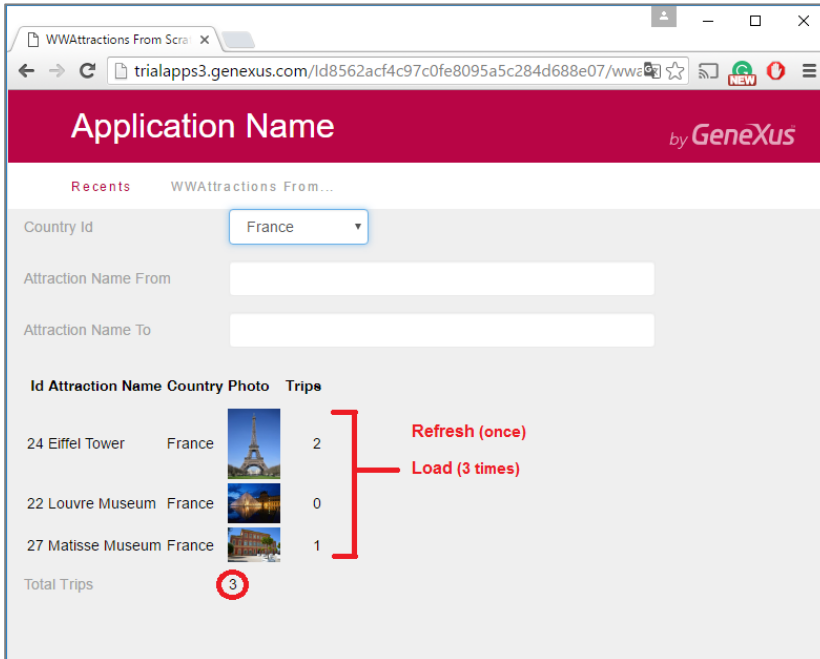 WWAttractions From Scra
trialapps3.genexus.com/Id8562acf4c97c0fe8095a5c284d688e07/wwa
NEW
Application Name
by GeneXus
Recents WWAttractions From...
Country Id France
Attraction Name From
Attraction Name To
Id Attraction Name Country Photo Trips
24 Eiffel Tower France 2
22 Louvre Museum France 0
27 Matisse Museum France 1
Refresh (once)
Load (3 times)
Total Trips 3